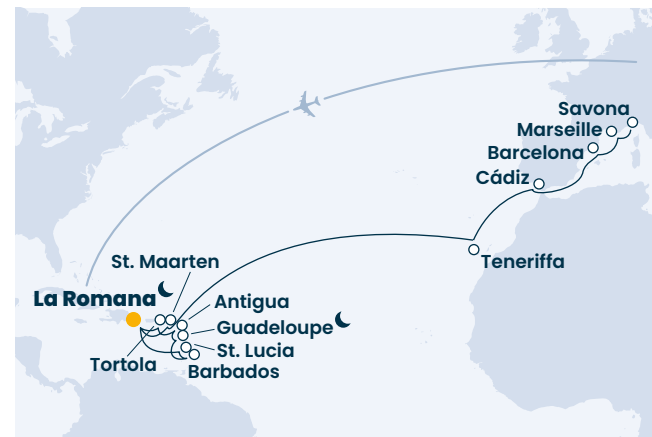 Savona
Marseille
Barcelona
Cádiz
Teneriffa
St. Maarten
La Romana
Antigua
Guadeloupe
St. Lucia
Tortola
Barbados